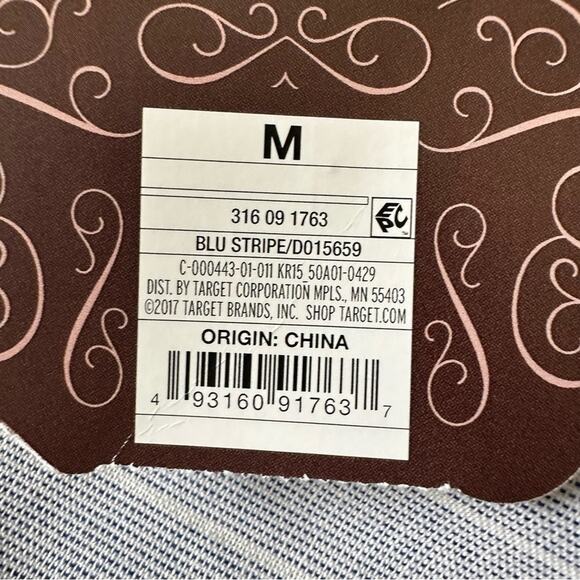 M
316 09 1763
EPC
™
BLU STRIPE/D015659
C-000443-01-011 KR15 50A01-0429
DIST. BY TARGET CORPORATION MPLS., MN 55403
©2017 TARGET BRANDS, INC. SHOP TARGET.COM
ORIGIN: CHINA
4 93160 91763 7